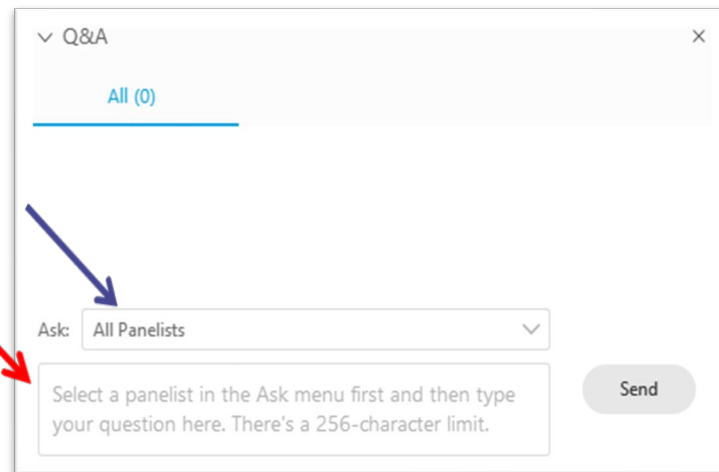 Q&A
All (0)
Ask: All Panelists
Select a panelist in the Ask menu first and then type
your question here. There's a 256-character limit.
Send